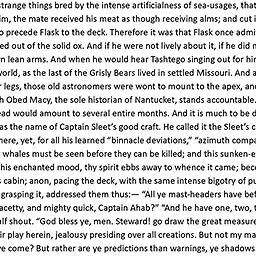 strange things bred by the intense artificialness of sea-usages, that
im, the mate received his meat as though receiving alms; and cut i
o precede Flask to the deck. Therefore it was that Flask once admit
ed out of the solid ox. And if he were not lively about it, if he did n
n lean arms. And when he would hear Tashtego singing out for hi
world, as the last of the Grisly Bears lived in settled Missouri. And a
r legs, those old astronomers were wont to mount to the apex, and
h Obed Macy, the sole historian of Nantucket, stands accountable.
ead would amount to several entire months. And it is much to be d
as the name of Captain Sleet's good craft. He called it the Sleet's c
here, yet, for all his learned “binnacle deviations,” “azimuth compa
whales must be seen before they can be killed; and this sunken-e
his enchanted mood, thy spirit ebbs away to whence it came; bec
s cabin; anon, pacing the deck, with the same intense bigotry of pu
grasping it, addressed them thus:— “All ye mast-headers have bef
acetty, and mighty quick, Captain Ahab?” “And he have one, two, t
lf shout. “God bless ye, men. Steward! go draw the great measure
ir play herein, jealousy presiding over all creations. But not my ma
ve come? But rather are ye predictions than warnings, ye shadows